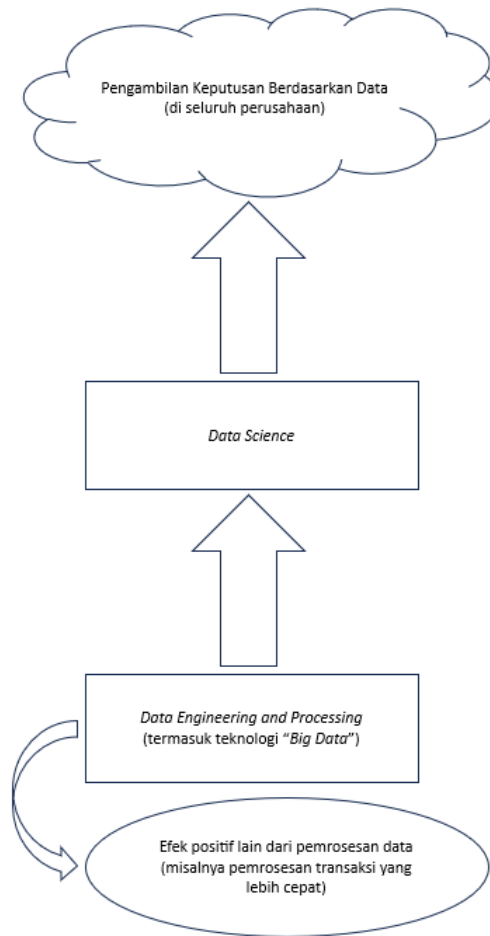 Pengambilan Keputusan Berdasarkan Data
(di seluruh perusahaan)
Data Science
Data Engineering and Processing
(termasuk teknologi “Big Data”)
Efek positif lain dari pemrosesan data
(misalnya pemrosesan transaksi yang
lebih cepat)